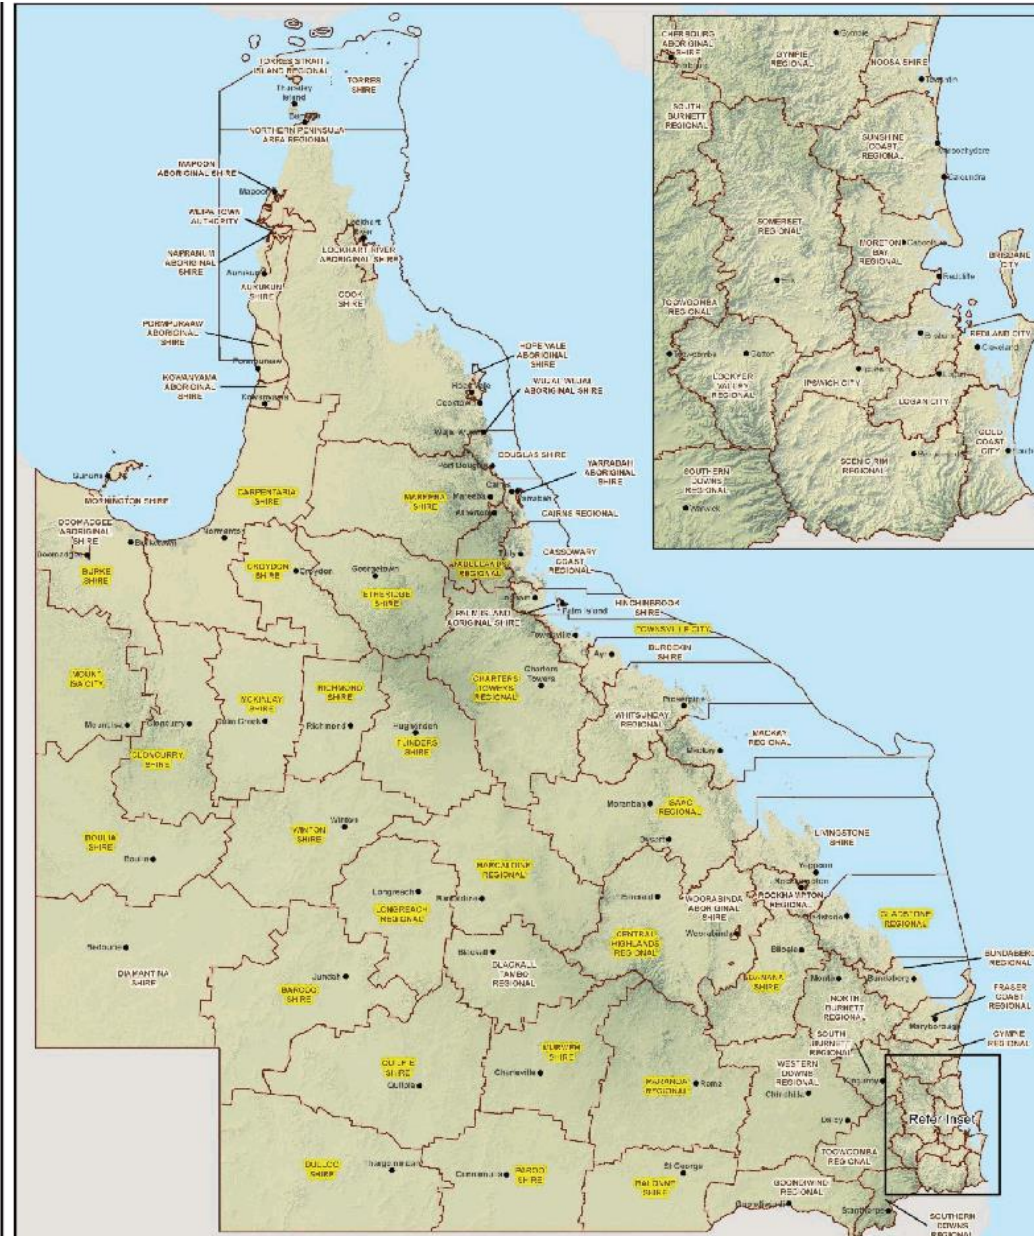 TORRES STRAIT
ISLAND REGIONAL
TORRES
SHIRE
Thursday
Island
NORTHERN PENINSULA
AREA REGIONAL
MAPOON
ABORIGINAL SHIRE
Mapoon
WEIPA TOWN
AUTHORITY
NAPRANUM
ABORIGINAL
SHIRE
Lockhart
River
LOCKHART RIVER
ABORIGINAL SHIRE
Aurukun
AURUKUN
SHIRE
COOK
SHIRE
PORMPURAAW
ABORIGINAL
SHIRE
Pormpuraaw
KOWANYAMA
ABORIGINAL
SHIRE
Kowanyama
HOPE VALE
ABORIGINAL
SHIRE
Hope Vale
Cooktown
WUJAL WUJAL
ABORIGINAL SHIRE
Wujal Wujal
DOUGLAS SHIRE
Port Douglas
YARRABAH
ABORIGINAL
SHIRE
Cairns
Yarrabah
CAIRNS REGIONAL
Mareeba
MAREEBA
SHIRE
Atherton
Gununa
MORNINGTON SHIRE
CARPENTARIA
SHIRE
DOOMADGEE
ABORIGINAL
SHIRE
Doomadgee
Burketown
BURKE
SHIRE
CROYDON
SHIRE
Croydon
Georgetown
ETHERIDGE
SHIRE
TABLELANDS
REGIONAL
Tully
CASSOWARY
COAST
REGIONAL
Ingham
Palm Island
PALM ISLAND
HINCHINBROOK
SHIRE
TOWNSVILLE CITY
Townsville
BURDEKIN
SHIRE
Ayr
MOUNT
ISA CITY
Mount Isa
Cloncurry
CLONCURRY
SHIRE
MCKINLAY
SHIRE
Julia Creek
RICHMOND
SHIRE
Richmond
Hughenden
FLINDERS
SHIRE
CHARTERS
TOWERS
REGIONAL
Charters
Towers
Proserpine
WHITSUNDAY
REGIONAL
Mackay
MACKAY
REGIONAL
BOULIA
SHIRE
Boulia
WINTON
SHIRE
Winton
Moranbah
ISAAC
REGIONAL
Dysart
LIVINGSTONE
SHIRE
Yeppoon
Rockhampton
ROCKHAMPTON
REGIONAL
BARCALDINE
REGIONAL
Barcaldine
Longreach
LONGREACH
REGIONAL
Emerald
CENTRAL
HIGHLANDS
REGIONAL
WOORABINDA
ABORIGINAL
SHIRE
Woorabinda
Gladstone
GLADSTONE
REGIONAL
Bedourie
DIAMANTINA
SHIRE
Jundah
BARCOO
SHIRE
Blackall
BLACKALL
TAMBO
REGIONAL
Biloela
BANANA
SHIRE
Monto
Bundaberg
BUNDABERG
REGIONAL
NORTH
BURNETT
REGIONAL
FRASER
COAST
REGIONAL
Maryborough
GYMPIE
REGIONAL
SOUTH
BURNETT
REGIONAL
Kingaroy
QUILPIE
SHIRE
Quilpie
MURWEH
SHIRE
Charleville
MARANOA
REGIONAL
Roma
WESTERN
DOWNS
REGIONAL
Chinchilla
Dalby
Refer Inset
TOOWOOMBA
REGIONAL
BULLOO
SHIRE
Thargomindah
Cunnamulla
PAROO
SHIRE
St George
BALONNE
SHIRE
GOONDIWINDI
REGIONAL
Goondiwindi
Stanthorpe
SOUTHERN
DOWNS
REGIONAL
CHERBOURG
ABORIGINAL
SHIRE
Cherbourg
Gympie
GYMPIE
REGIONAL
NOOSA SHIRE
Tewantin
SOUTH
BURNETT
REGIONAL
SUNSHINE
COAST
REGIONAL
Maroochydore
Caloundra
SOMERSET
REGIONAL
MORETON
BAY
REGIONAL
Caboolture
Redcliffe
BRISBANE
CITY
Esk
TOOWOOMBA
REGIONAL
Toowoomba
Gatton
LOCKYER
VALLEY
REGIONAL
Brisbane
REDLAND CITY
Cleveland
Ipswich
IPSWICH CITY
Logan
LOGAN CITY
GOLD
COAST
CITY
SCENIC RIM
REGIONAL
SOUTHERN
DOWNS
REGIONAL
Warwick